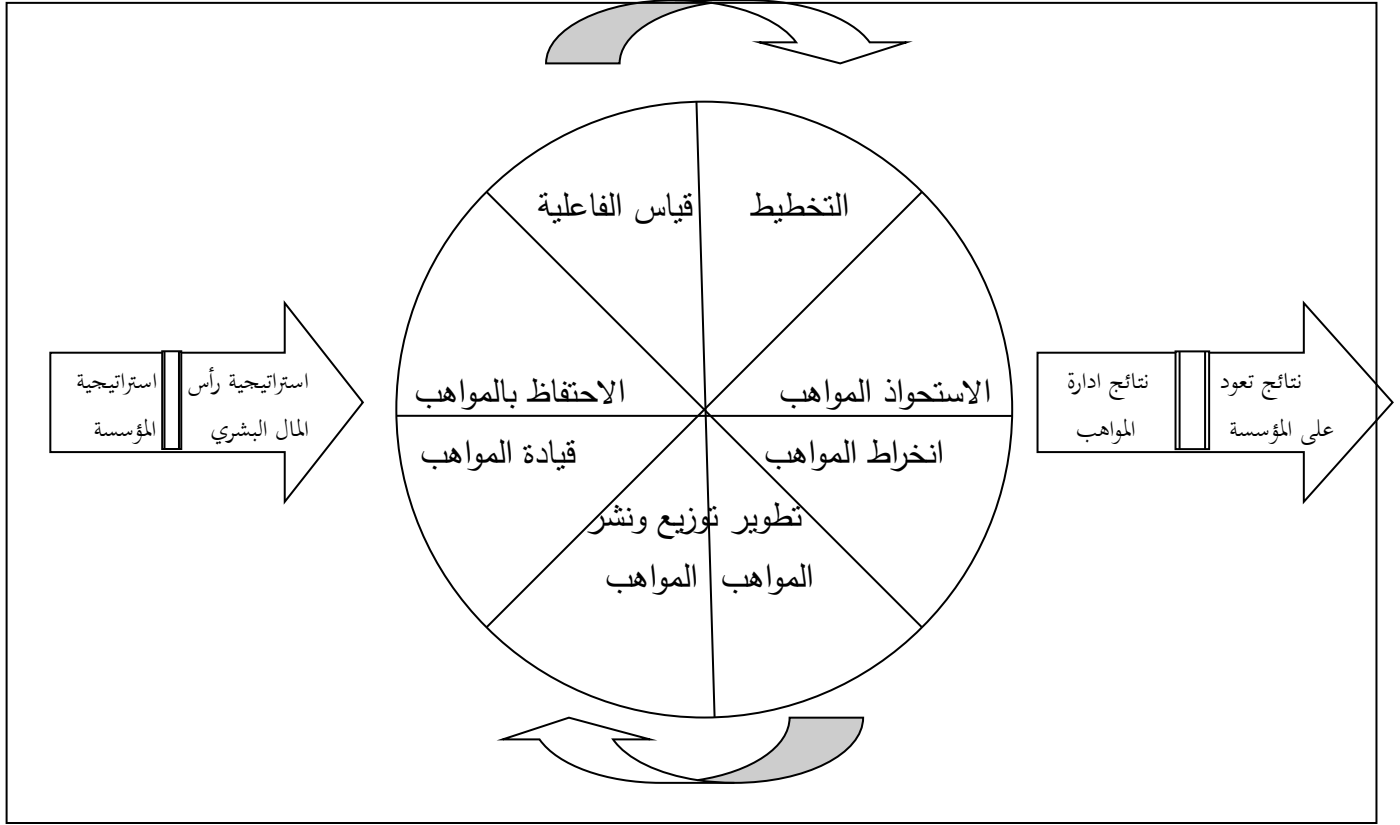 التخطيط
قياس الفاعلية
الاستحواذ المواهب
الاحتفاظ بالمواهب
انخراط المواهب
قيادة المواهب
تطوير
المواهب
توزيع ونشر
المواهب
استراتيجية
المؤسسة
استراتيجية رأس
المال البشري
نتائج ادارة
المواهب
نتائج تعود
على المؤسسة